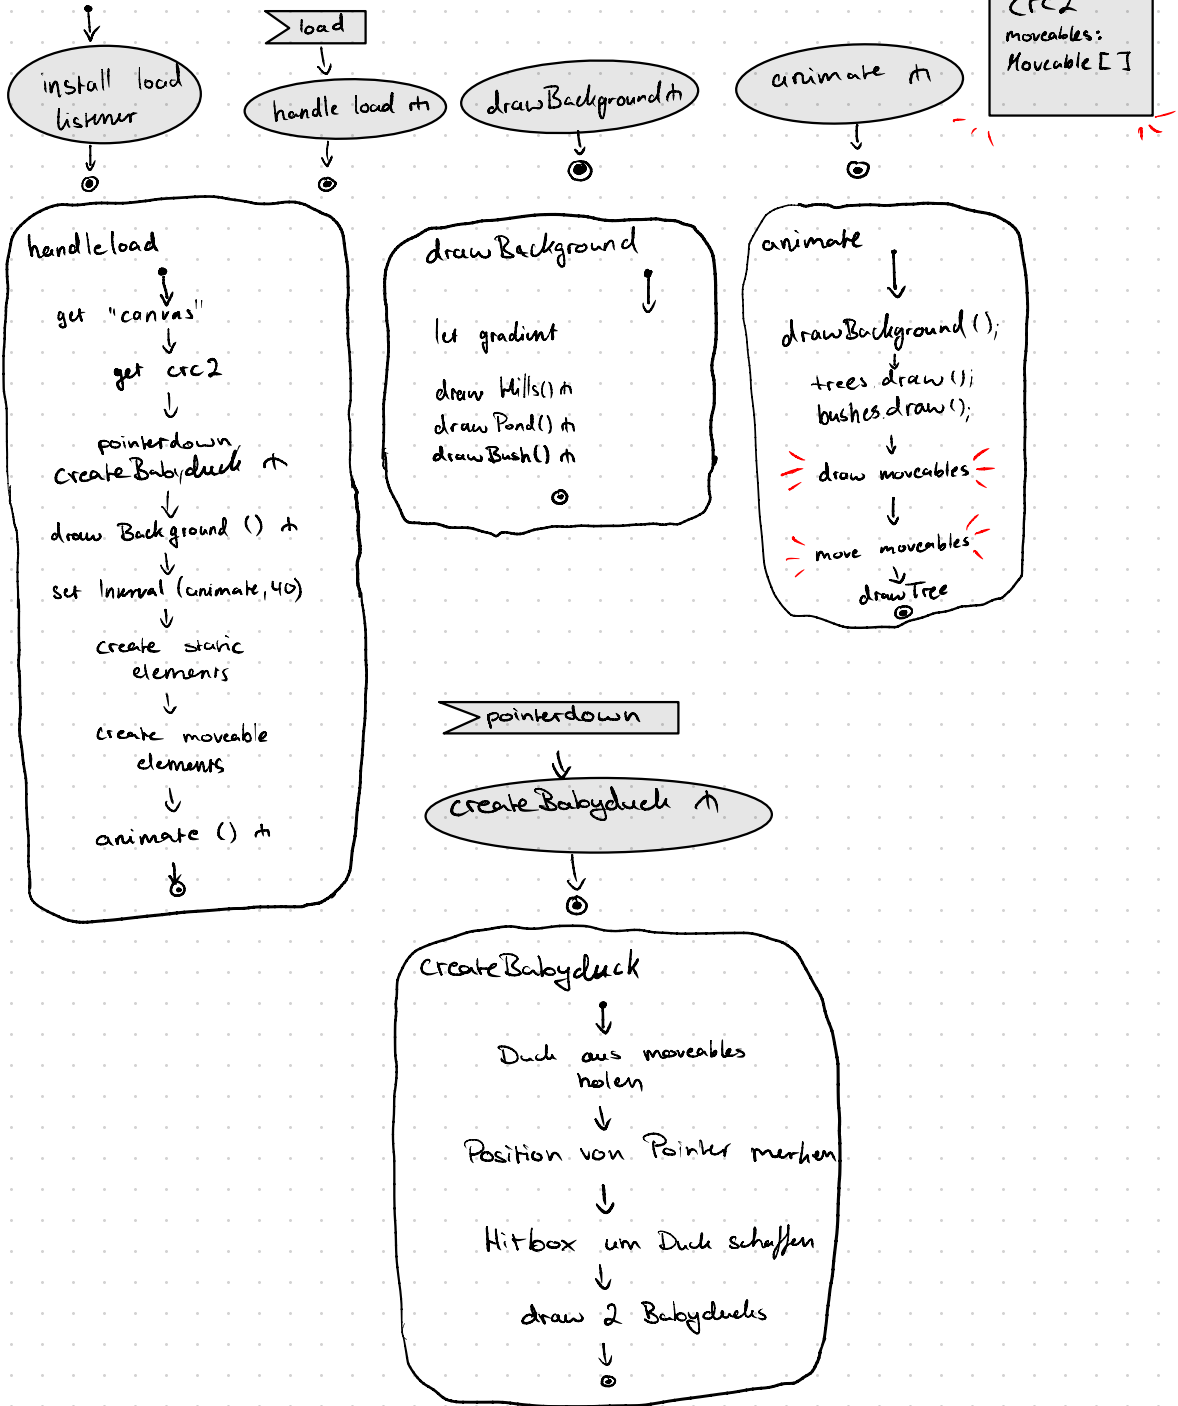 install load
listener
load
handle load
drawBackground
animate
crc2
moveables:
Moveable[]
handleload
get "canvas"
get crc2
pointerdown,
createBabyduck
draw Background ()
set Interval (animate, 40)
create static
elements
create moveable
elements
animate ()
drawBackground
let gradient
draw Hills()
draw Pond()
drawBush()
animate
drawBackground();
trees.draw();
bushes.draw();
draw moveables
move moveables
drawTree
pointerdown
createBabyduck
createBabyduck
Duck aus moveables
holen
Position von Pointer merken
Hitbox um Duck schaffen
draw 2 Babyducks